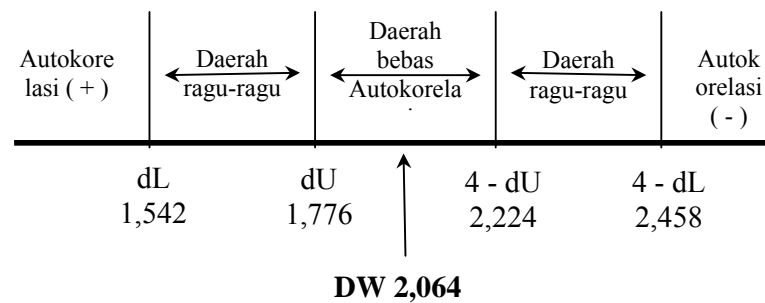 Autokore
lasi ( + )
Daerah
ragu-ragu
Daerah
bebas
Autokorela
Daerah
ragu-ragu
Autok
orelasi
( - )
dL
1,542
dU
1,776
4 - dU
2,224
4 - dL
2,458
DW 2,064